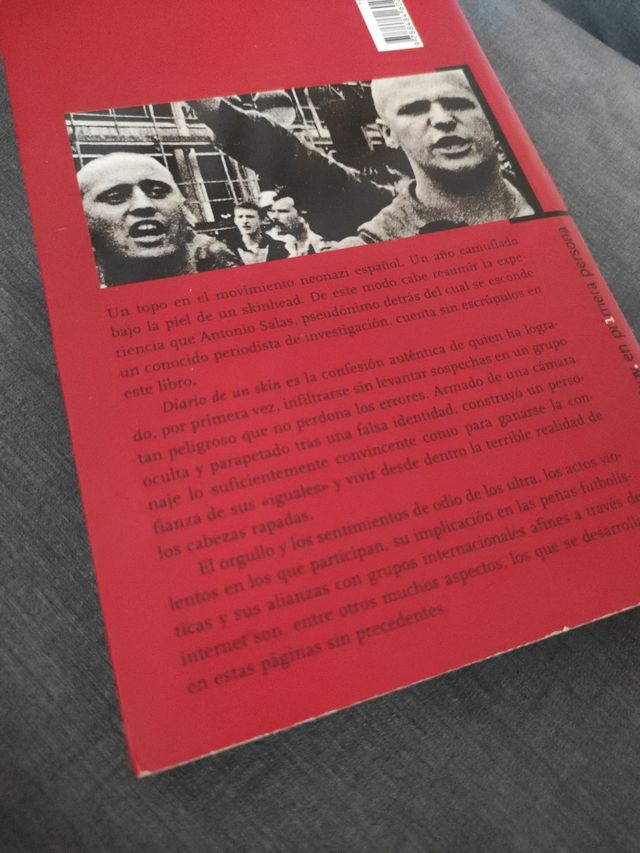 Un topo en el movimiento neonazi español. Un año camuflado
bajo la piel de un skinhead. De este modo cabe resumir la expe-
riencia que Antonio Salas, pseudónimo detrás del cual se esconde
un conocido periodista de investigación, cuenta sin escrúpulos en
este libro.
Diario de un skin es la confesión auténtica de quien ha logra-
do, por primera vez, infiltrarse sin levantar sospechas en un grupo
tan peligroso que no perdona los errores. Armado de una cámara
oculta y parapetado tras una falsa identidad, construyó un perso-
naje lo suficientemente convincente como para ganarse la con-
fianza de sus «iguales» y vivir desde dentro la terrible realidad de
los cabezas rapadas.
El orgullo y los sentimientos de odio de los ultra, los actos vio-
lentos en los que participan, su implicación en las peñas futbolís-
ticas y sus alianzas con grupos internacionales afines a través de
internet son, entre otros muchos aspectos, los que se desarrolla
en estas páginas sin precedentes.
en pr1mera persona